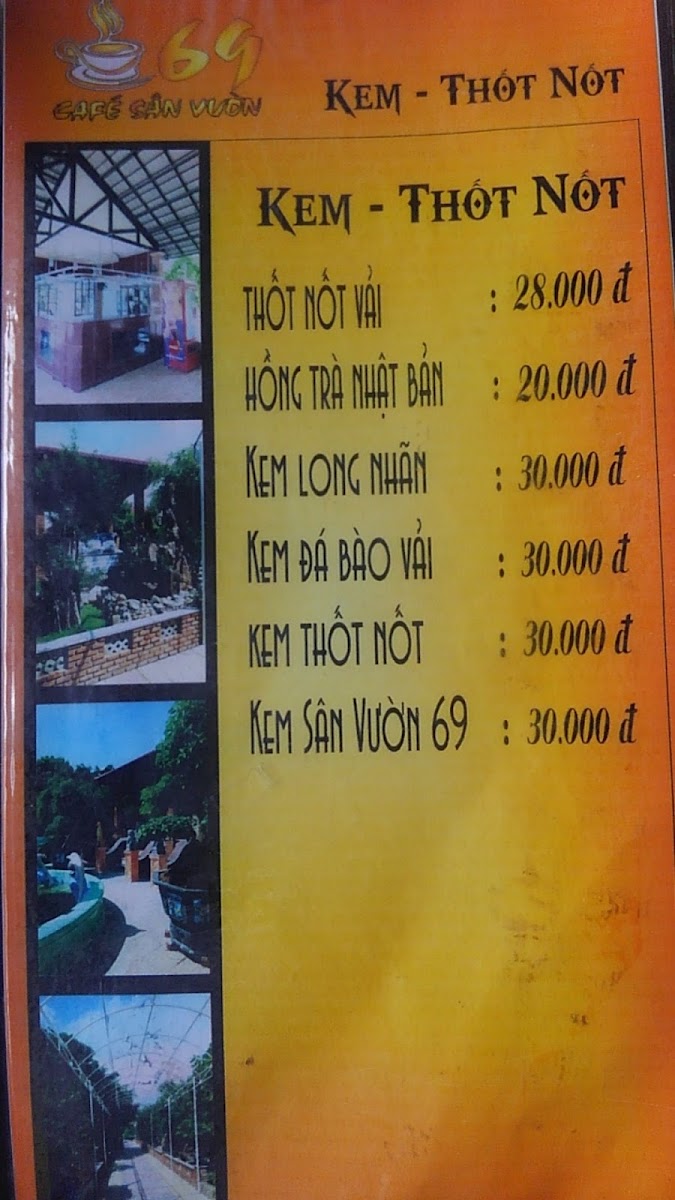 69
CAFÉ SÂN VƯỜN
KEM - THỐT NỐT
KEM - THỐT NỐT
THỐT NỐT VẢI : 28.000 đ
HỒNG TRÀ NHẬT BẢN : 20.000 đ
KEM LONG NHÃN : 30.000 đ
KEM ĐÁ BÀO VẢI : 30.000 đ
KEM THỐT NỐT : 30.000 đ
KEM SÂN VƯỜN 69 : 30.000 đ